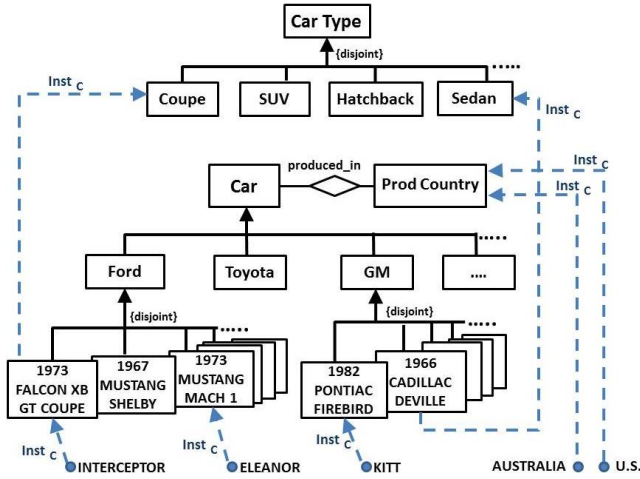 Car Type
{disjoint}
Inst C
Coupe
SUV
Hatchback
Sedan
Inst C
produced_in
Inst C
Car
Prod Country
Inst C
.....
Ford
Toyota
GM
....
{disjoint}
{disjoint}
.....
.....
1973
FALCON XB
GT COUPE
1967
MUSTANG
SHELBY
1973
MUSTANG
MACH 1
1982
PONTIAC
FIREBIRD
1966
CADILLAC
DEVILLE
Inst C
Inst C
Inst C
INTERCEPTOR
ELEANOR
KITT
AUSTRALIA
U.S.